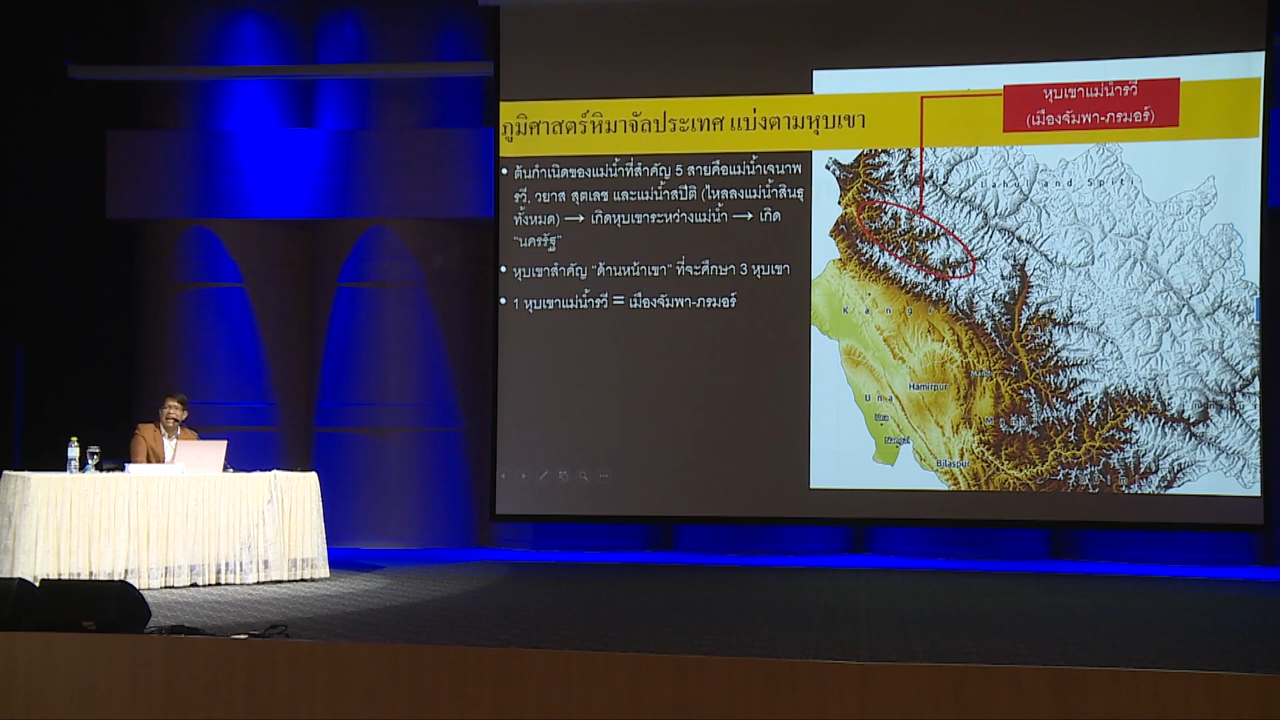 หุบเขาแม่น้ำรวี
(เมืองจัมพา-ภรมอร์)
ภูมิศาสตร์หิมาจัลประเทศ แบ่งตามหุบเขา
• ต้นกำเนิดของแม่น้ำที่สำคัญ 5 สายคือแม่น้ำเจนาพ
รวี, วยาส สุตเลช และแม่น้ำสปีติ (ไหลลงแม่น้ำสินธุ
ทั้งหมด) → เกิดหุบเขาระหว่างแม่น้ำ → เกิด
"นครรัฐ"
• หุบเขาสำคัญ "ด้านหน้าเขา" ที่จะศึกษา 3 หุบเขา
• 1 หุบเขาแม่น้ำรวี = เมืองจัมพา-ภรมอร์
Lahul and Spiti
Kangr
Mandi
Hamirpur
Una
Una
Nangal
Bilaspur